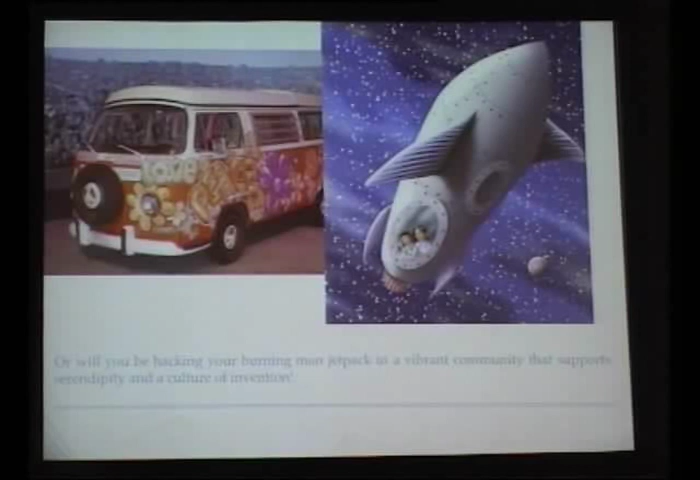 Love
Or will you be hacking your burning man jetpack in a vibrant community that supports
serendipity and a culture of invention?